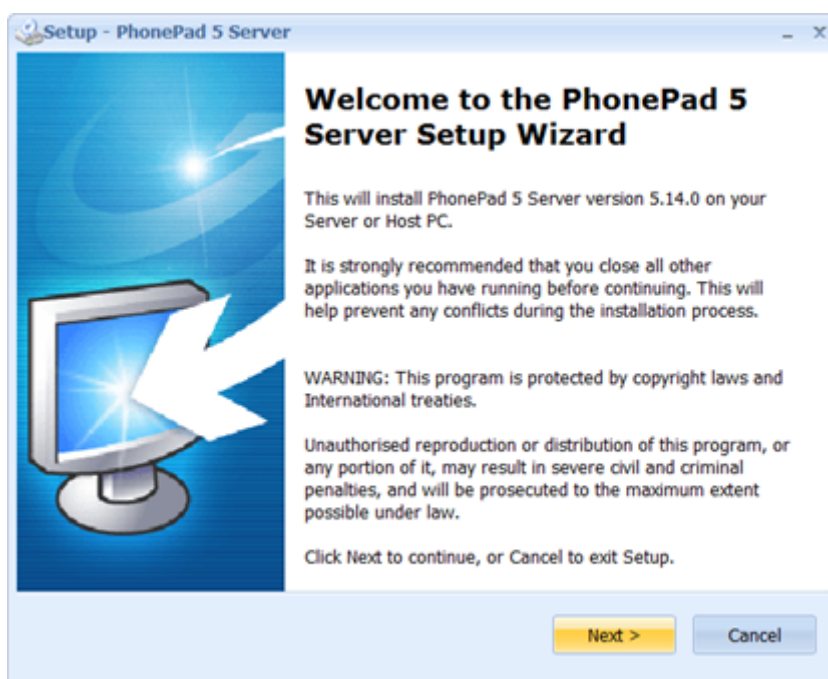 Setup - PhonePad 5 Server
Welcome to the PhonePad 5
Server Setup Wizard
This will install PhonePad 5 Server version 5.14.0 on your
Server or Host PC.
It is strongly recommended that you close all other
applications you have running before continuing. This will
help prevent any conflicts during the installation process.
WARNING: This program is protected by copyright laws and
International treaties.
Unauthorised reproduction or distribution of this program, or
any portion of it, may result in severe civil and criminal
penalties, and will be prosecuted to the maximum extent
possible under law.
Click Next to continue, or Cancel to exit Setup.
Next >
Cancel